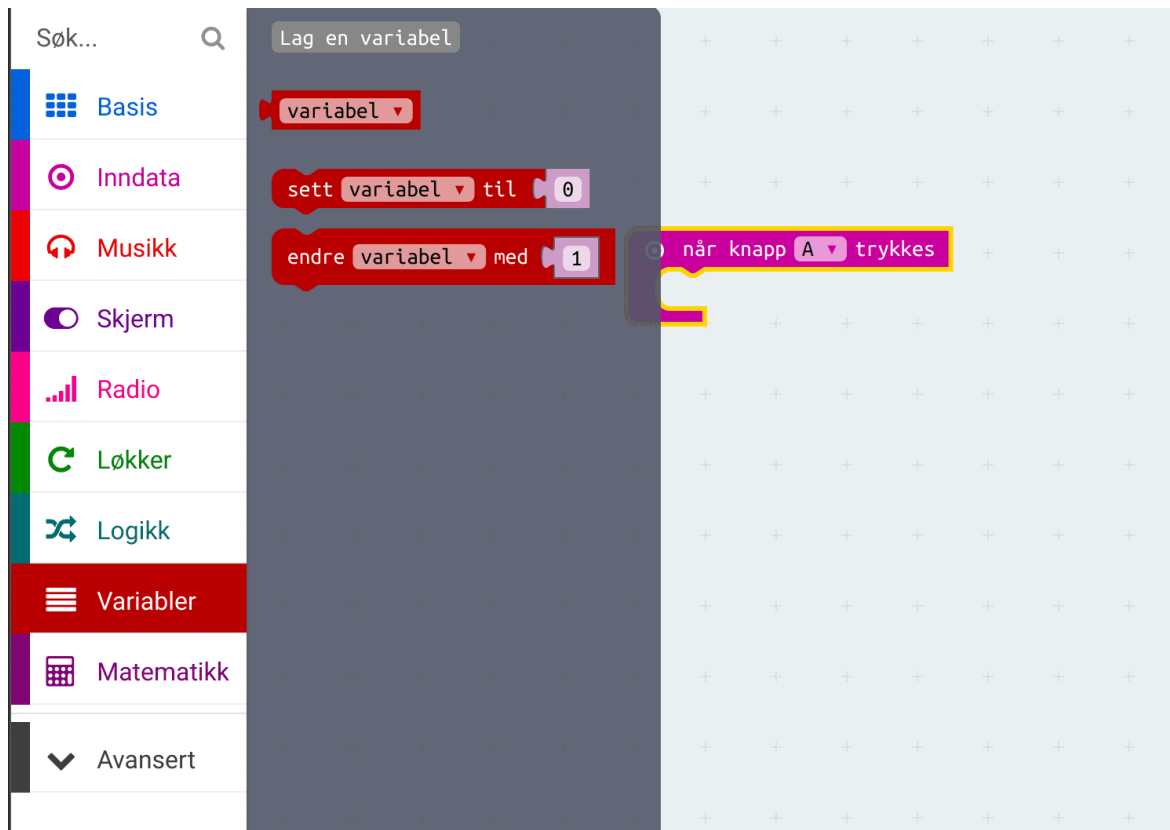 Søk...
Basis
Inndata
Musikk
Skjerm
Radio
Løkker
Logikk
Variabler
Matematikk
Avansert
Lag en variabel
variabel
sett variabel til 0
endre variabel med 1
når knapp A trykkes